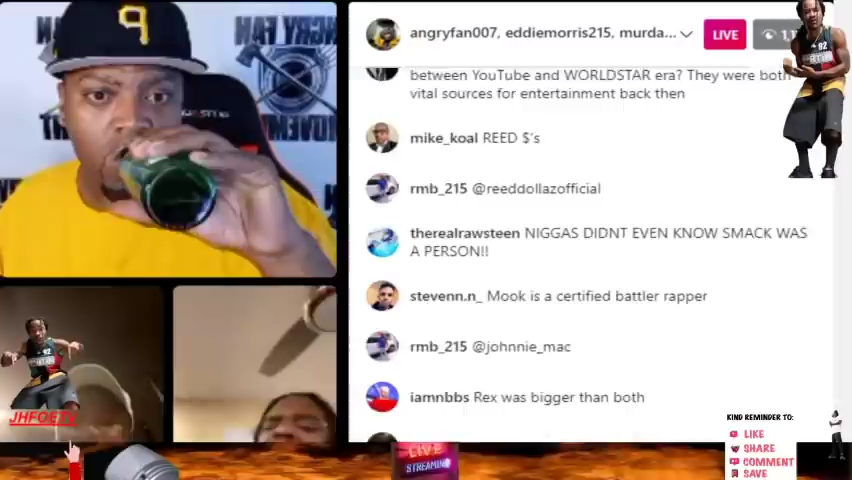 angryfan007, eddiemorris215, murda...
LIVE
between YouTube and WORLDSTAR era? They were both
vital sources for entertainment back then
mike_koal REED $'s
rmb_215 @reeddollazofficial
therealrawsteen NIGGAS DIDNT EVEN KNOW SMACK WAS
A PERSON!!
stevenn.n_ Mook is a certified battler rapper
rmb_215 @johnnie_mac
iamnbbs Rex was bigger than both
JHFOETV
LIVE
STREAMING
KIND REMINDER TO:
LIKE
SHARE
COMMENT
SAVE